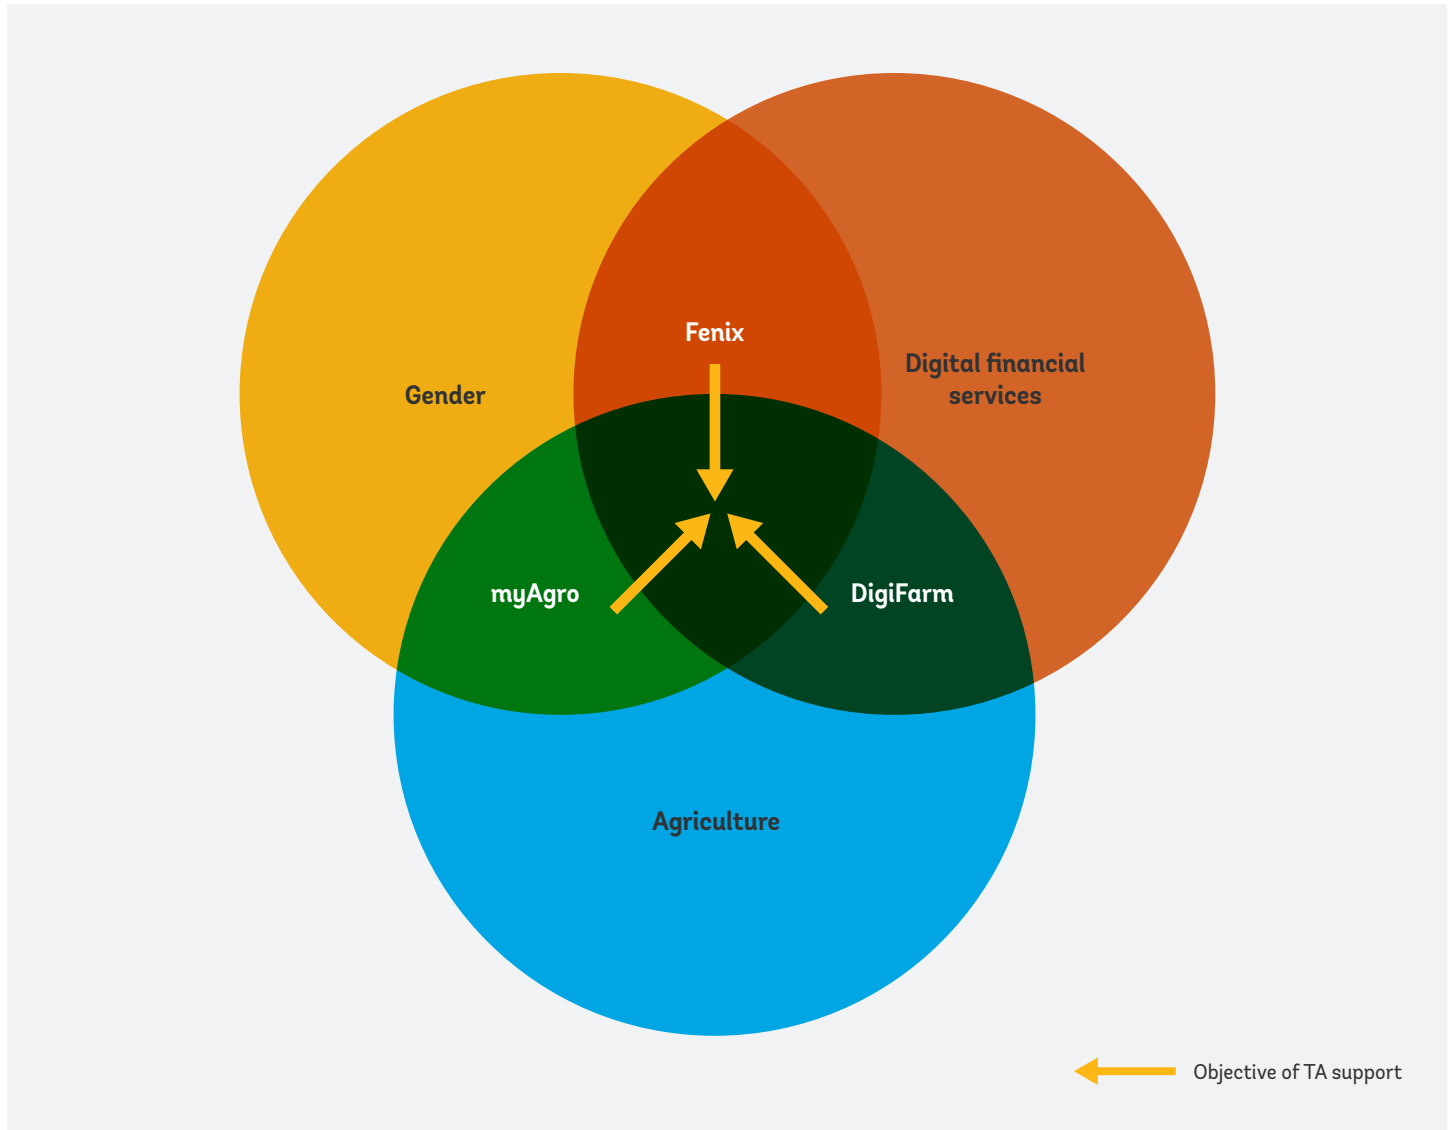 Fenix
Digital financial
services
Gender
myAgro
DigiFarm
Agriculture
Objective of TA support